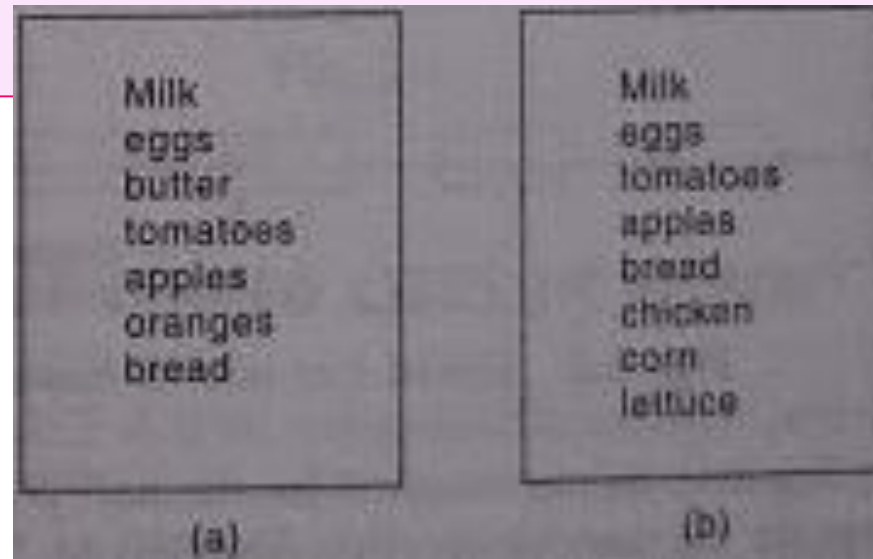 Milk
eggs
butter
tomatoes
apples
oranges
bread
(a)
Milk
eggs
tomatoes
apples
bread
chicken
corn
lettuce
(b)